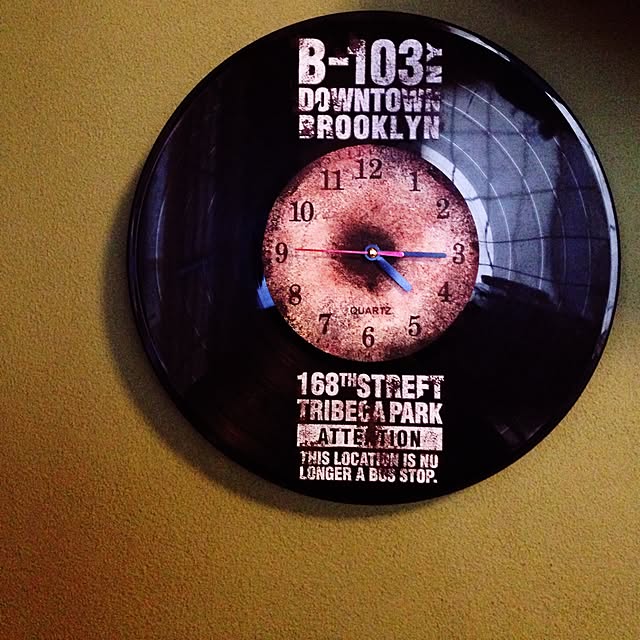 B-103 NY
DOWNTOWN
BROOKLYN
12
11
1
10
2
9
3
8
4
QUARTZ
7
5
6
168TH STREET
TRIBECA PARK
ATTENTION
THIS LOCATION IS NO
LONGER A BUS STOP.